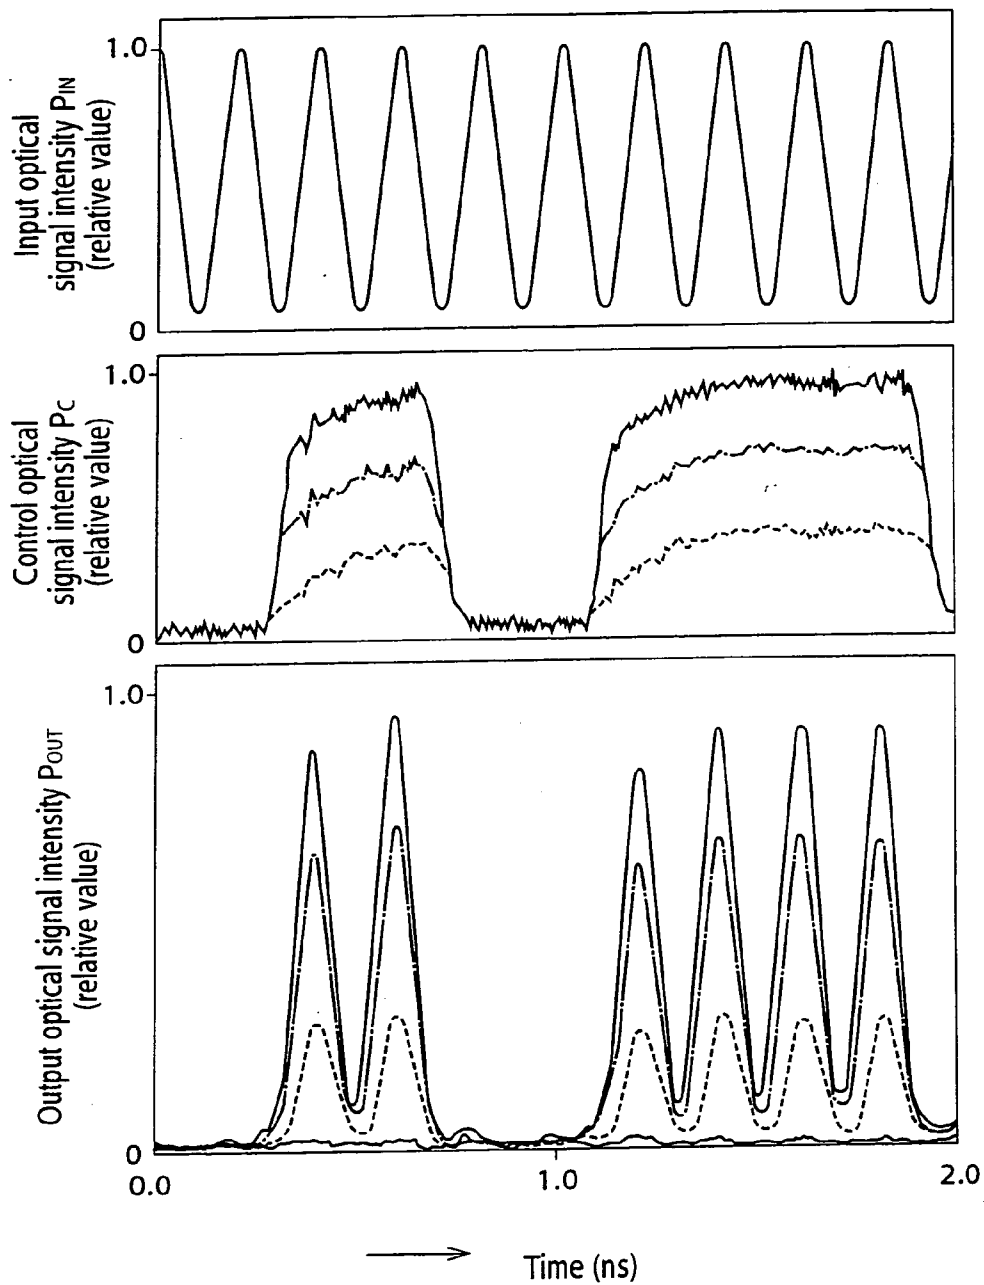 1.0
0
Input optical
signal intensity PIN
(relative value)
1.0
0
Control optical
signal intensity PC
(relative value)
1.0
0
Output optical signal intensity POUT
(relative value)
0.0
1.0
2.0
Time (ns)